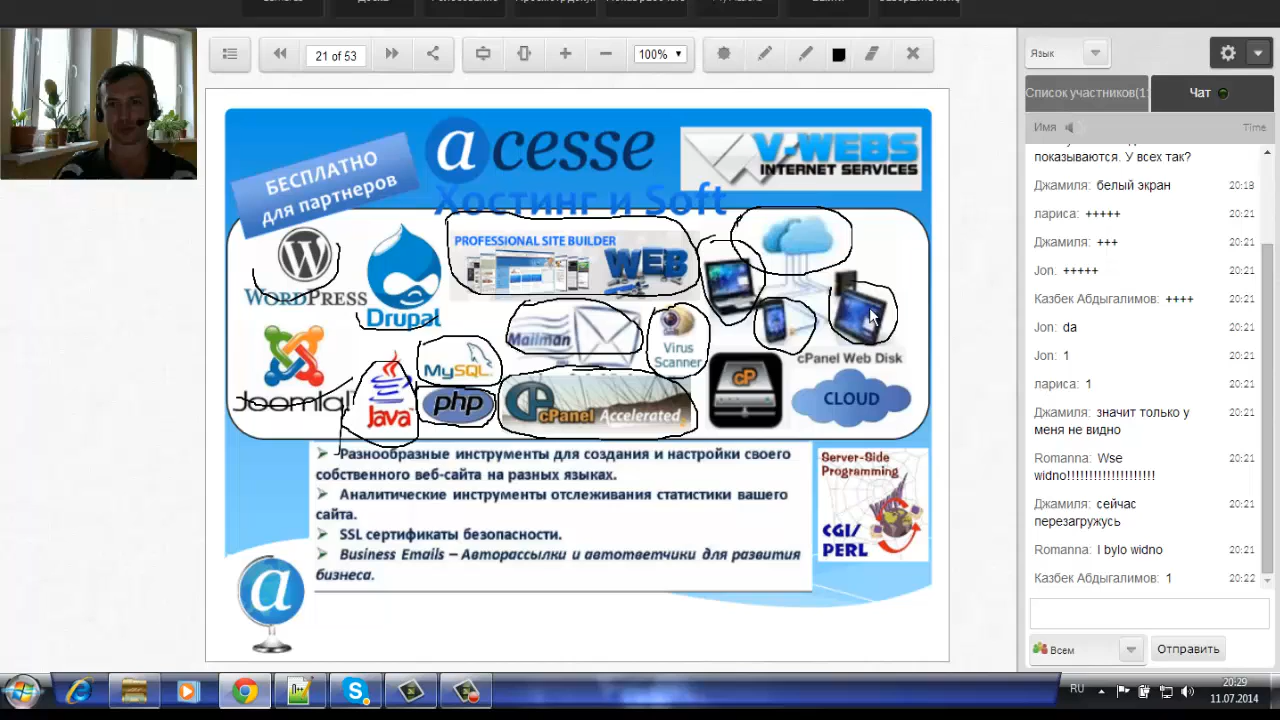 21 of 53
100%
Язык
Список участников(1
Чат
Имя
Time
показываются. У всех так?
Джамиля: белый экран 20:18
лариса: +++++ 20:21
Джамиля: +++ 20:21
Jon: +++++ 20:21
Казбек Абдыгалимов: ++++ 20:21
Jon: da 20:21
Jon: 1 20:21
лариса: 1 20:21
Джамиля: значит только у 20:21
меня не видно
Romanna: Wse 20:21
widno!!!!!!!!!!!!!!!!!!!!
Джамиля: сейчас 20:21
перезагружусь
Romanna: I bylo widno 20:21
Казбек Абдыгалимов: 1 20:22
Всем
Отправить
БЕСПЛАТНО
для партнеров
acesse
V-WEBS
INTERNET SERVICES
Хостинг и Soft
PROFESSIONAL SITE BUILDER
WEB
WORDPRESS
Drupal
Mailman
Virus
Scanner
cPanel Web Disk
Joomla!
Java
MySQL
php
CP
cPanel Accelerated
cP
CLOUD
Разнообразные инструменты для создания и настройки своего
собственного веб-сайта на разных языках.
Аналитические инструменты отслеживания статистики вашего
сайта.
SSL сертификаты безопасности.
Business Emails – Авторассылки и автоответчики для развития
бизнеса.
Server-Side
Programming
CGI/
PERL
a
RU
20:29
11.07.2014